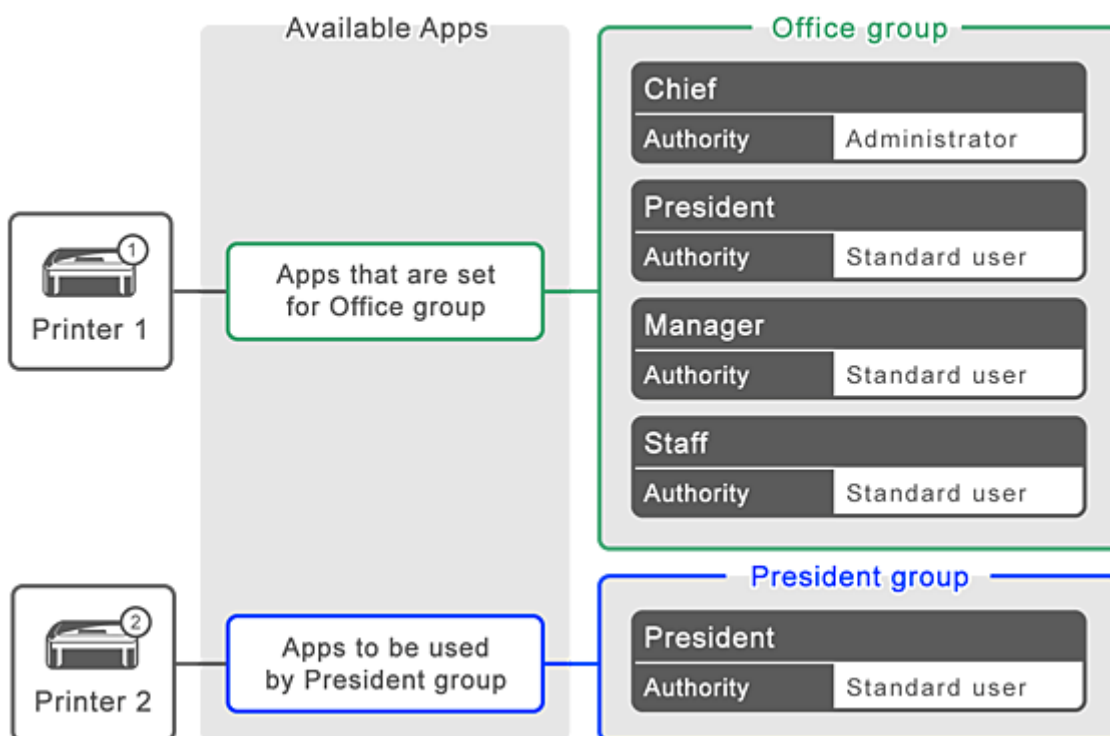 Available Apps
Office group
Chief
Authority Administrator
President
Authority Standard user
1
Printer 1
Apps that are set
for Office group
Manager
Authority Standard user
Staff
Authority Standard user
President group
2
Printer 2
Apps to be used
by President group
President
Authority Standard user